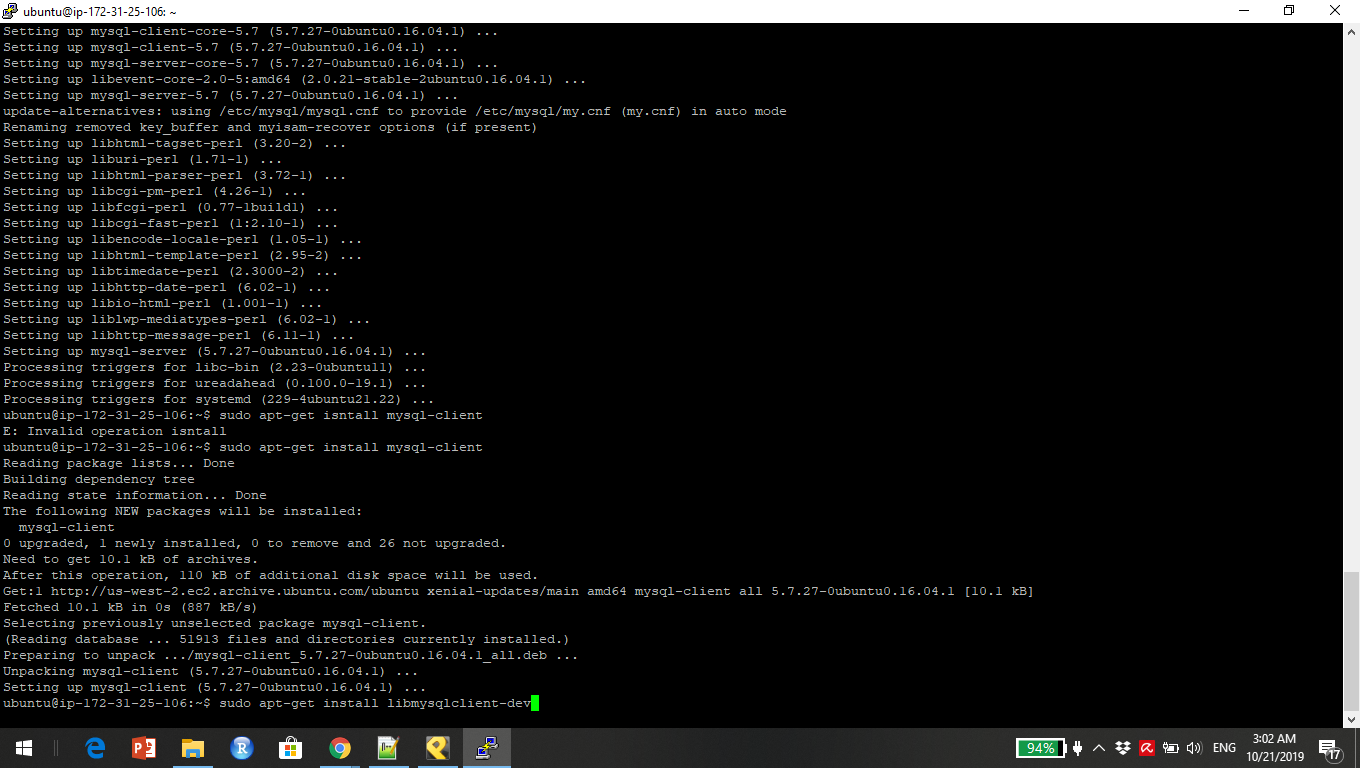 ubuntu@ip-172-31-25-106: ~
Setting up mysql-client-core-5.7 (5.7.27-0ubuntu0.16.04.1) ...
Setting up mysql-client-5.7 (5.7.27-0ubuntu0.16.04.1) ...
Setting up mysql-server-core-5.7 (5.7.27-0ubuntu0.16.04.1) ...
Setting up libevent-core-2.0-5:amd64 (2.0.21-stable-2ubuntu0.16.04.1) ...
Setting up mysql-server-5.7 (5.7.27-0ubuntu0.16.04.1) ...
update-alternatives: using /etc/mysql/mysql.cnf to provide /etc/mysql/my.cnf (my.cnf) in auto mode
Renaming removed key_buffer and myisam-recover options (if present)
Setting up libhtml-tagset-perl (3.20-2) ...
Setting up liburi-perl (1.71-1) ...
Setting up libhtml-parser-perl (3.72-1) ...
Setting up libcgi-pm-perl (4.26-1) ...
Setting up libfcgi-perl (0.77-1build1) ...
Setting up libcgi-fast-perl (1:2.10-1) ...
Setting up libencode-locale-perl (1.05-1) ...
Setting up libhtml-template-perl (2.95-2) ...
Setting up libtimedate-perl (2.3000-2) ...
Setting up libhttp-date-perl (6.02-1) ...
Setting up libio-html-perl (1.001-1) ...
Setting up liblwp-mediatypes-perl (6.02-1) ...
Setting up libhttp-message-perl (6.11-1) ...
Setting up mysql-server (5.7.27-0ubuntu0.16.04.1) ...
Processing triggers for libc-bin (2.23-0ubuntu11) ...
Processing triggers for ureadahead (0.100.0-19.1) ...
Processing triggers for systemd (229-4ubuntu21.22) ...
ubuntu@ip-172-31-25-106:~$ sudo apt-get isntall mysql-client
E: Invalid operation isntall
ubuntu@ip-172-31-25-106:~$ sudo apt-get install mysql-client
Reading package lists... Done
Building dependency tree
Reading state information... Done
The following NEW packages will be installed:
  mysql-client
0 upgraded, 1 newly installed, 0 to remove and 26 not upgraded.
Need to get 10.1 kB of archives.
After this operation, 110 kB of additional disk space will be used.
Get:1 http://us-west-2.ec2.archive.ubuntu.com/ubuntu xenial-updates/main amd64 mysql-client all 5.7.27-0ubuntu0.16.04.1 [10.1 kB]
Fetched 10.1 kB in 0s (887 kB/s)
Selecting previously unselected package mysql-client.
(Reading database ... 51913 files and directories currently installed.)
Preparing to unpack .../mysql-client_5.7.27-0ubuntu0.16.04.1_all.deb ...
Unpacking mysql-client (5.7.27-0ubuntu0.16.04.1) ...
Setting up mysql-client (5.7.27-0ubuntu0.16.04.1) ...
ubuntu@ip-172-31-25-106:~$ sudo apt-get install libmysqlclient-dev
94%
ENG
3:02 AM
10/21/2019
17